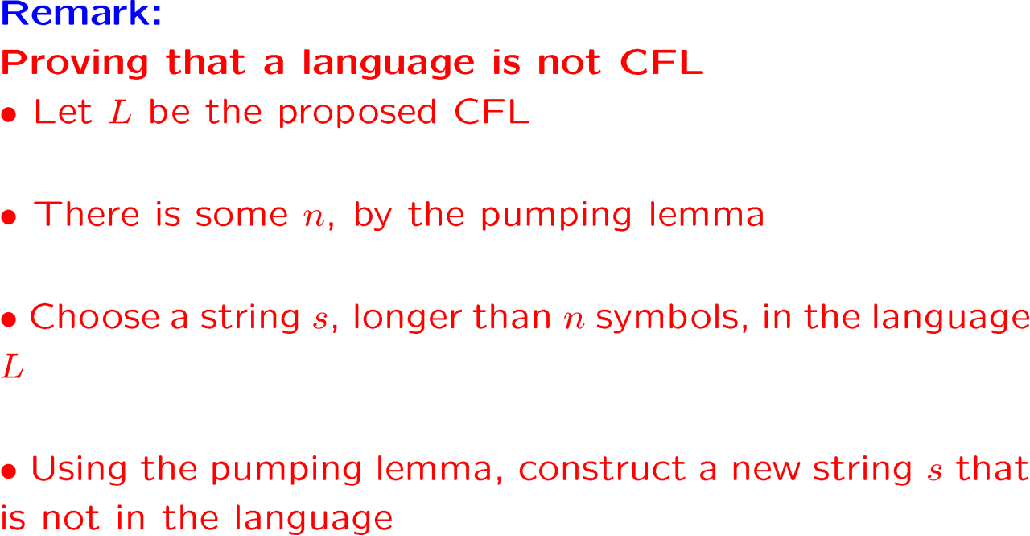 Remark:
Proving that a language is not CFL
• Let L be the proposed CFL
• There is some n, by the pumping lemma
• Choose a string s, longer than n symbols, in the language
L
• Using the pumping lemma, construct a new string s that
is not in the language